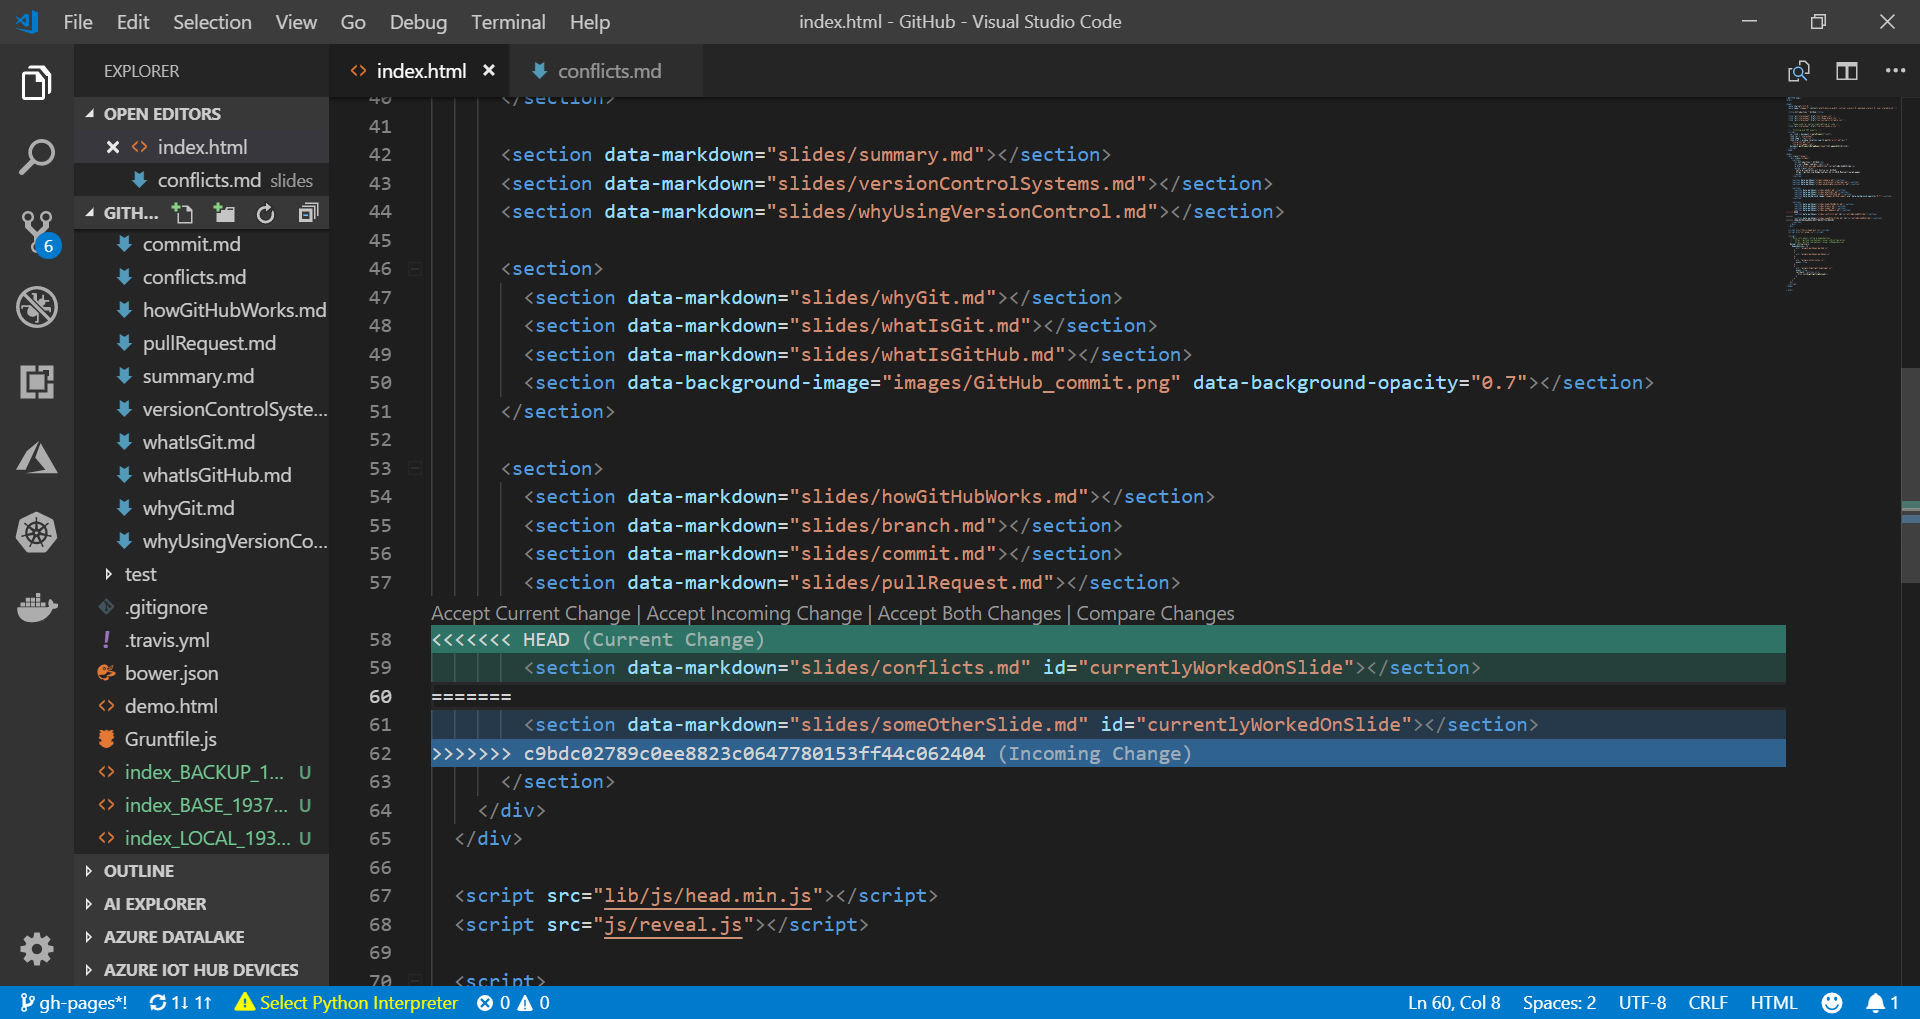 File Edit Selection View Go Debug Terminal Help
index.html - GitHub - Visual Studio Code
EXPLORER
OPEN EDITORS
index.html
conflicts.md slides
GITH...
commit.md
conflicts.md
howGitHubWorks.md
pullRequest.md
summary.md
versionControlSyste...
whatIsGit.md
whatIsGitHub.md
whyGit.md
whyUsingVersionCo...
test
.gitignore
.travis.yml
bower.json
demo.html
Gruntfile.js
index_BACKUP_1... U
index_BASE_1937... U
index_LOCAL_193... U
OUTLINE
AI EXPLORER
AZURE DATALAKE
AZURE IOT HUB DEVICES
6
index.html
conflicts.md
40 </section>
41
42 <section data-markdown="slides/summary.md"></section>
43 <section data-markdown="slides/versionControlSystems.md"></section>
44 <section data-markdown="slides/whyUsingVersionControl.md"></section>
45
46 <section>
47 <section data-markdown="slides/whyGit.md"></section>
48 <section data-markdown="slides/whatIsGit.md"></section>
49 <section data-markdown="slides/whatIsGitHub.md"></section>
50 <section data-background-image="images/GitHub_commit.png" data-background-opacity="0.7"></section>
51 </section>
52
53 <section>
54 <section data-markdown="slides/howGitHubWorks.md"></section>
55 <section data-markdown="slides/branch.md"></section>
56 <section data-markdown="slides/commit.md"></section>
57 <section data-markdown="slides/pullRequest.md"></section>
Accept Current Change | Accept Incoming Change | Accept Both Changes | Compare Changes
58 <<<<<<< HEAD (Current Change)
59 <section data-markdown="slides/conflicts.md" id="currentlyWorkedOnSlide"></section>
60 =======
61 <section data-markdown="slides/someOtherSlide.md" id="currentlyWorkedOnSlide"></section>
62 >>>>>>> c9bdc02789c0ee8823c0647780153ff44c062404 (Incoming Change)
63 </section>
64 </div>
65 </div>
66
67 <script src="lib/js/head.min.js"></script>
68 <script src="js/reveal.js"></script>
69
70 <script>
gh-pages*! 1↓ 1↑ Select Python Interpreter 0 0
Ln 60, Col 8 Spaces: 2 UTF-8 CRLF HTML 1